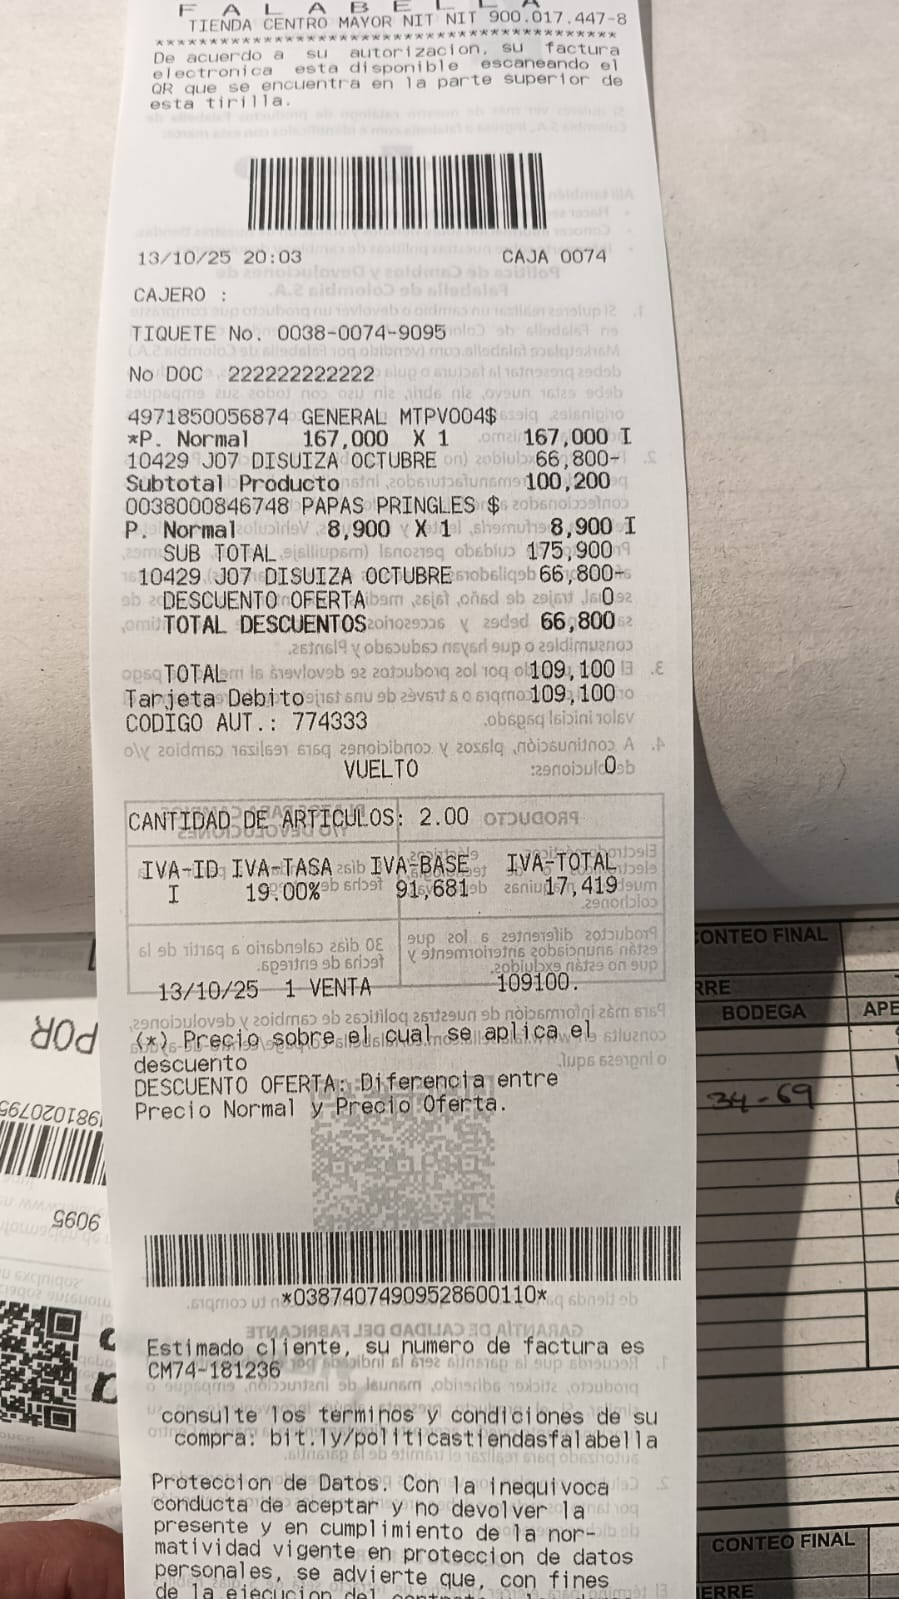 F A L A B E L L A
TIENDA CENTRO MAYOR NIT NIT 900.017.447-8
******************************************
De acuerdo a su autorizacion, su factura
electronica esta disponible escaneando el
QR que se encuentra en la parte superior de
esta tirilla.
13/10/25 20:03 CAJA 0074
CAJERO :
TIQUETE No. 0038-0074-9095
No DOC 222222222222
4971850056874 GENERAL MTPV004$
*P. Normal 167,000 X 1 167,000 I
10429 J07 DISUIZA OCTUBRE 66,800-
Subtotal Producto 100,200
0038000846748 PAPAS PRINGLES $
P. Normal 8,900 X 1 8,900 I
SUB TOTAL 175,900
10429 J07 DISUIZA OCTUBRE 66,800-
DESCUENTO OFERTA 0
TOTAL DESCUENTOS 66,800
TOTAL 109,100
Tarjeta Debito 109,100
CODIGO AUT.: 774333
VUELTO 0
CANTIDAD DE ARTICULOS: 2.00
IVA-ID IVA-TASA IVA-BASE IVA-TOTAL
I 19.00% 91,681 17,419
13/10/25 1 VENTA 109100.
(*) Precio sobre el cual se aplica el
descuento
DESCUENTO OFERTA: Diferencia entre
Precio Normal y Precio Oferta.
*03874074909528600110*
Estimado cliente, su numero de factura es
CM74-181236
consulte los terminos y condiciones de su
compra: bit.ly/politicastiendasfalabella
Proteccion de Datos. Con la inequivoca
conducta de aceptar y no devolver la
presente y en cumplimiento de la nor-
matividad vigente en proteccion de datos
personales, se advierte que, con fines
de la ejecucion del
POR
9095
CONTEO FINAL
BODEGA
34-69
CONTEO FINAL